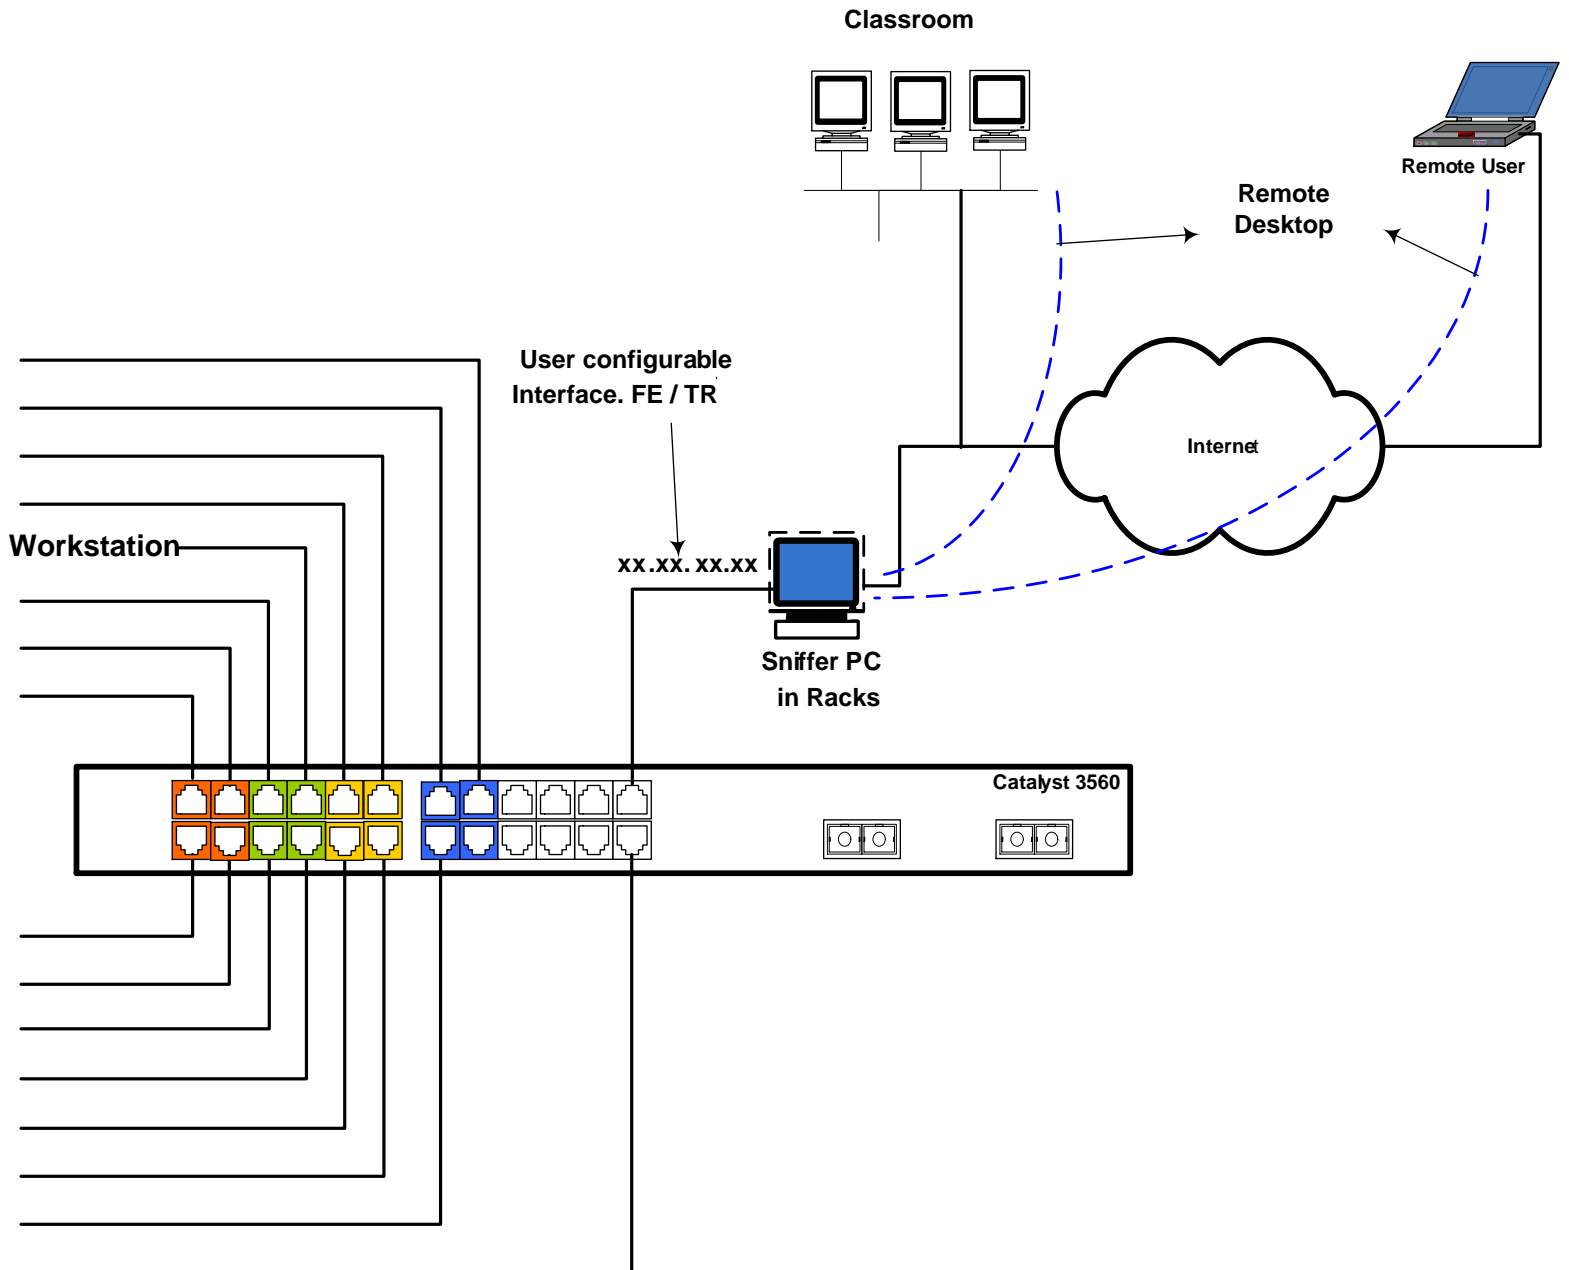 Classroom
Remote User
Remote
Desktop
User configurable
Interface. FE / TR
Internet
Workstation
xx.xx. xx.xx
Sniffer PC
in Racks
Catalyst 3560